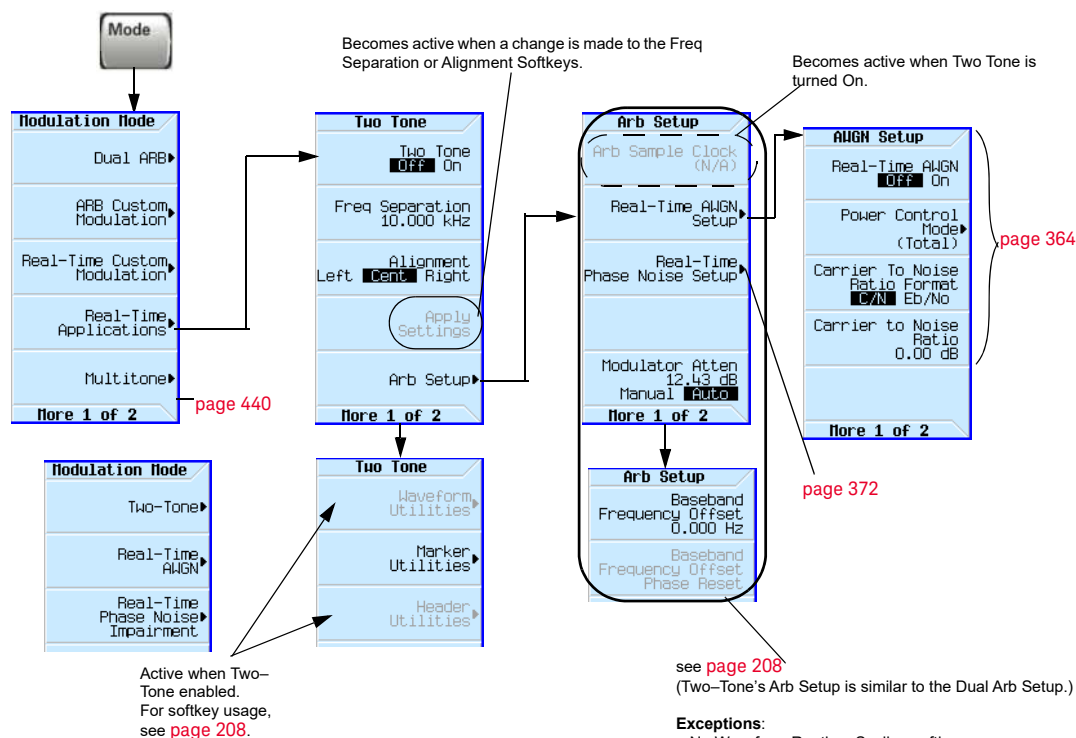 Mode
Becomes active when a change is made to the Freq
Separation or Alignment Softkeys.
Becomes active when Two Tone is
turned On.
Modulation Mode
Dual ARB
ARB Custom
Modulation
Real-Time Custom
Modulation
Real-Time
Applications
Multitone
More 1 of 2
page 440
Two Tone
Two Tone
Off On
Freq Separation
10.000 kHz
Alignment
Left Cent Right
Apply
Settings
Arb Setup
More 1 of 2
Arb Setup
Arb Sample Clock
(N/A)
Real-Time AWGN
Setup
Real-Time
Phase Noise Setup
Modulator Atten
12.43 dB
Manual Auto
More 1 of 2
AWGN Setup
Real-Time AWGN
Off On
Power Control
Mode
(Total)
Carrier To Noise
Ratio Format
C/N Eb/No
Carrier to Noise
Ratio
0.00 dB
More 1 of 2
page 364
page 372
Modulation Mode
Two-Tone
Real-Time
AWGN
Real-Time
Phase Noise
Impairment
Two Tone
Waveform
Utilities
Marker
Utilities
Header
Utilities
Arb Setup
Baseband
Frequency Offset
0.000 Hz
Baseband
Frequency Offset
Phase Reset
Active when Two–
Tone enabled.
For softkey usage,
see page 208.
see page 208
(Two–Tone's Arb Setup is similar to the Dual Arb Setup.)
Exceptions: